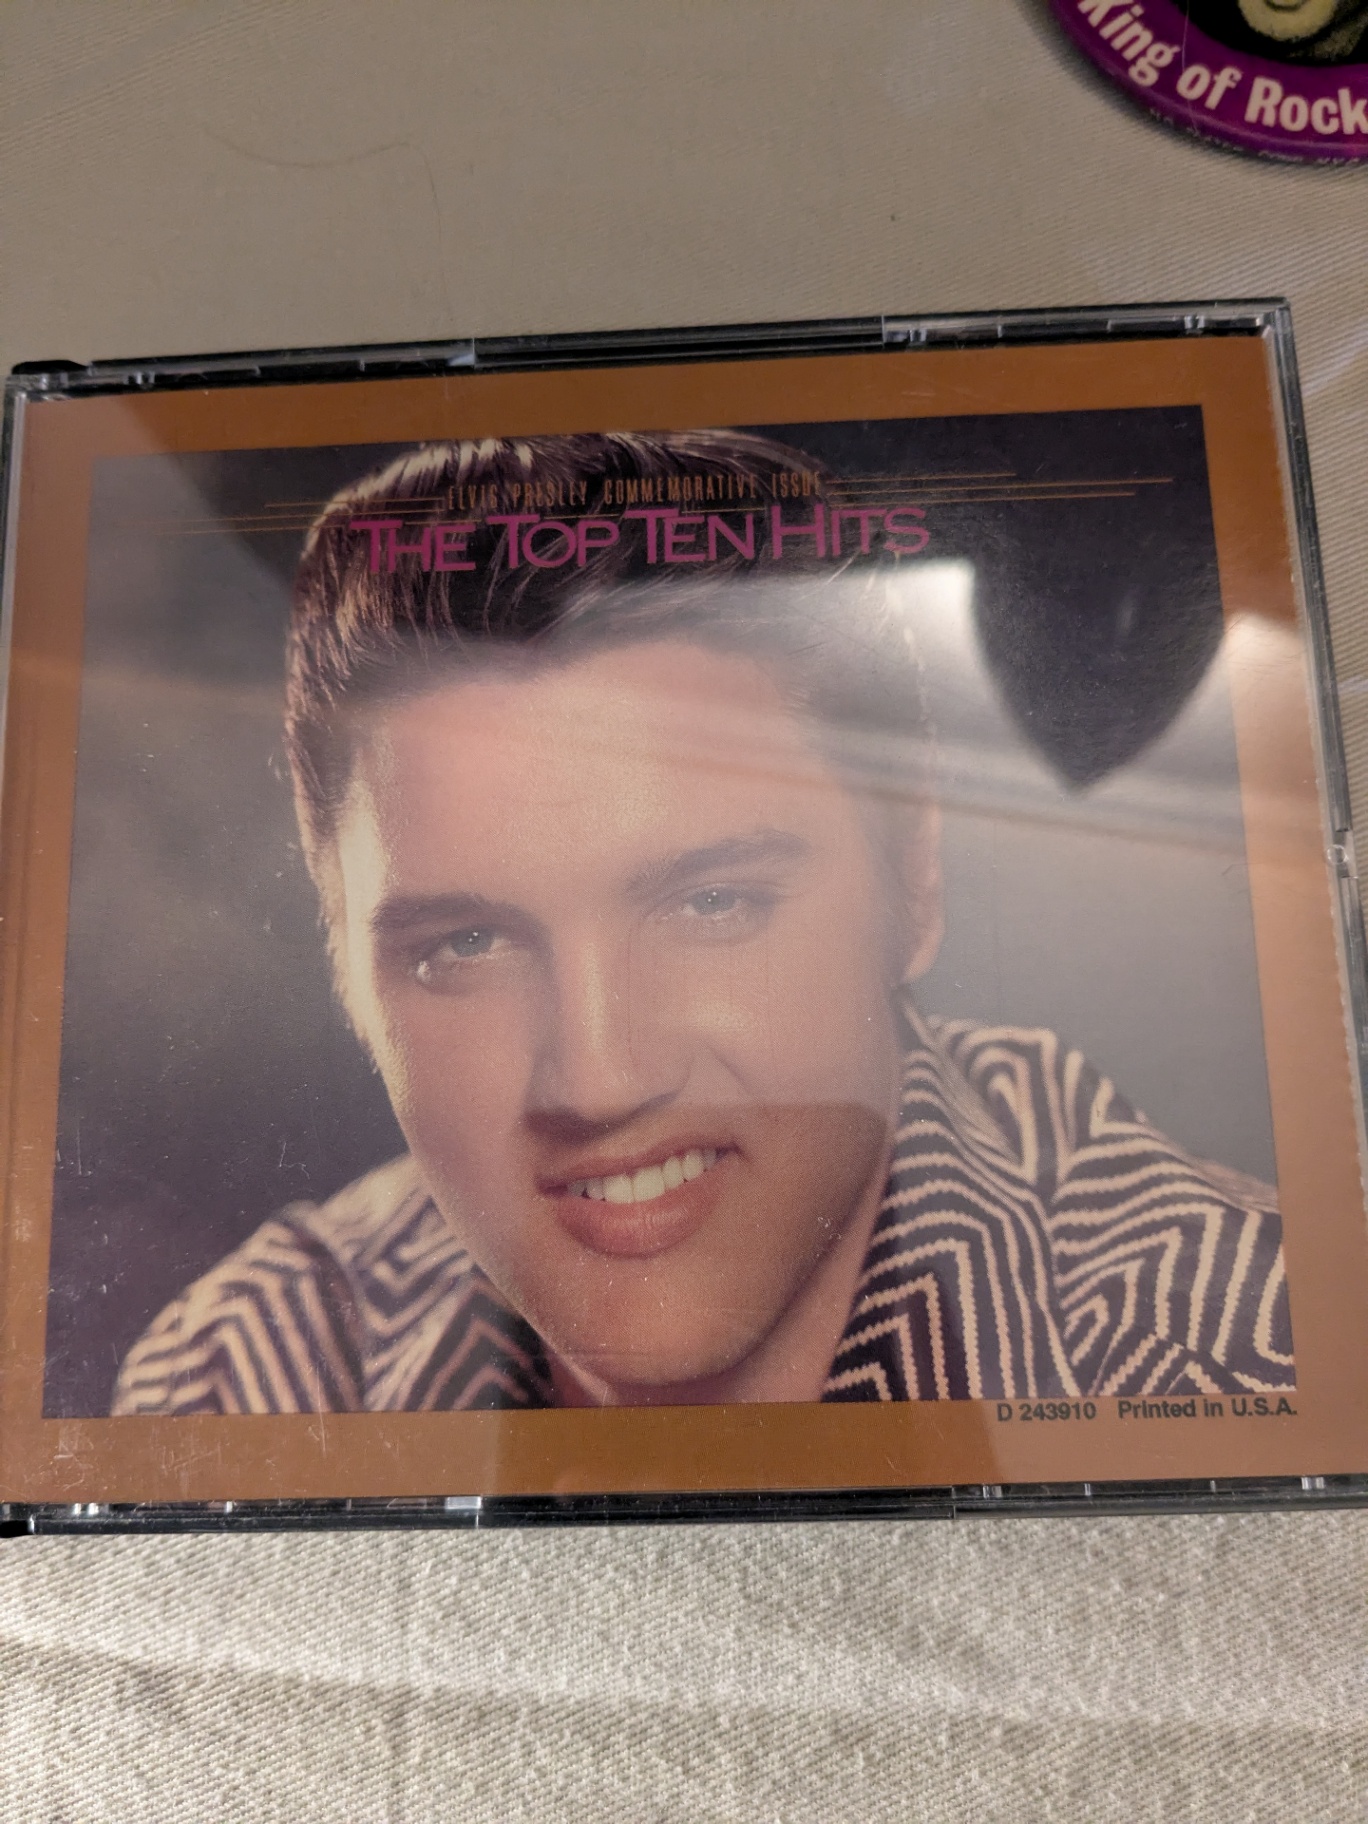 King of Rock
ELVIS PRESLEY COMMEMORATIVE ISSUE
THE TOP TEN HITS
D 243910 Printed in U.S.A.